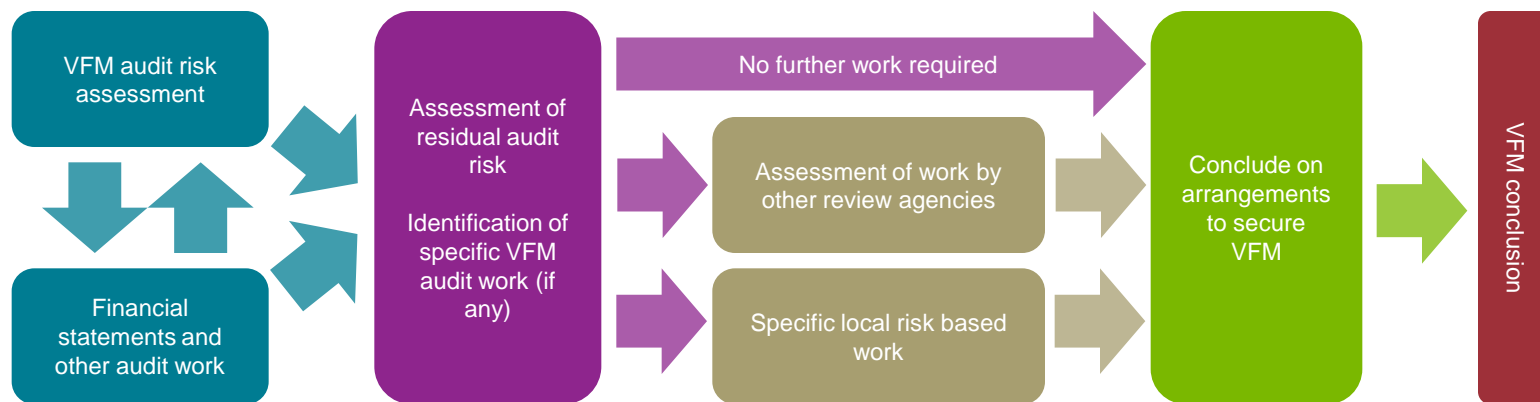 VFM audit risk
assessment
Financial
statements and
other audit work
Assessment of
residual audit
risk
Identification of
specific VFM
audit work (if
any)
No further work required
Assessment of work by
other review agencies
Specific local risk based
work
Conclude on
arrangements
to secure
VFM
VFM conclusion